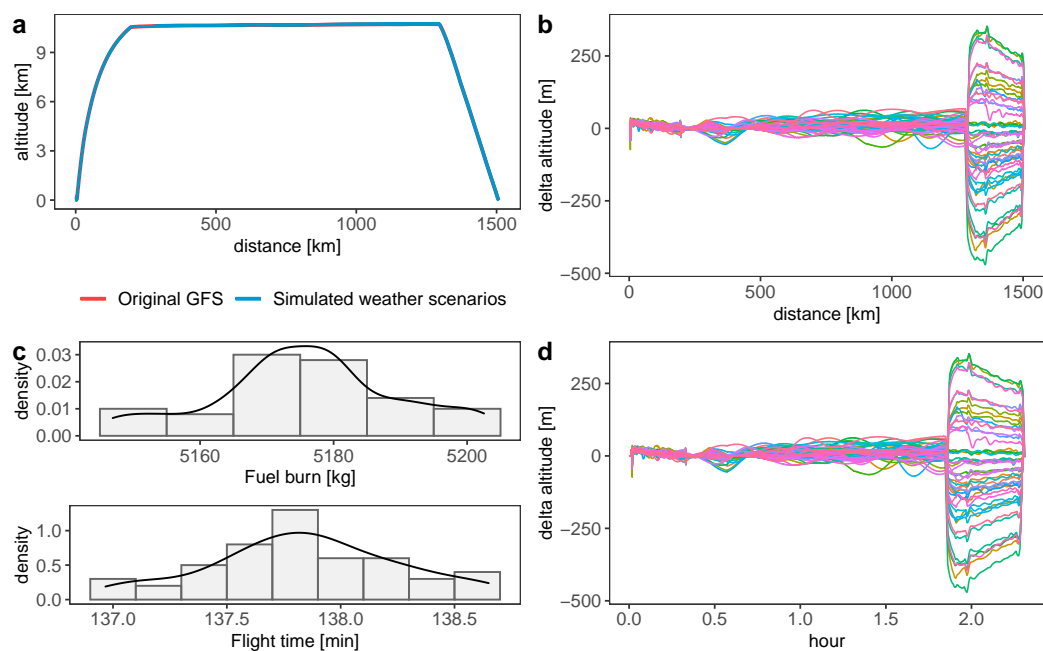 a
altitude [km]
9
6
3
0
0
500
1000
1500
distance [km]
Original GFS
Simulated weather scenarios
b
delta altitude [m]
250
0
−250
−500
0
500
1000
1500
distance [km]
c
density
0.03
0.02
0.01
0.00
5160
5180
5200
Fuel burn [kg]
density
1.0
0.5
0.0
137.0
137.5
138.0
138.5
Flight time [min]
d
delta altitude [m]
250
0
−250
−500
0.0
0.5
1.0
1.5
2.0
hour